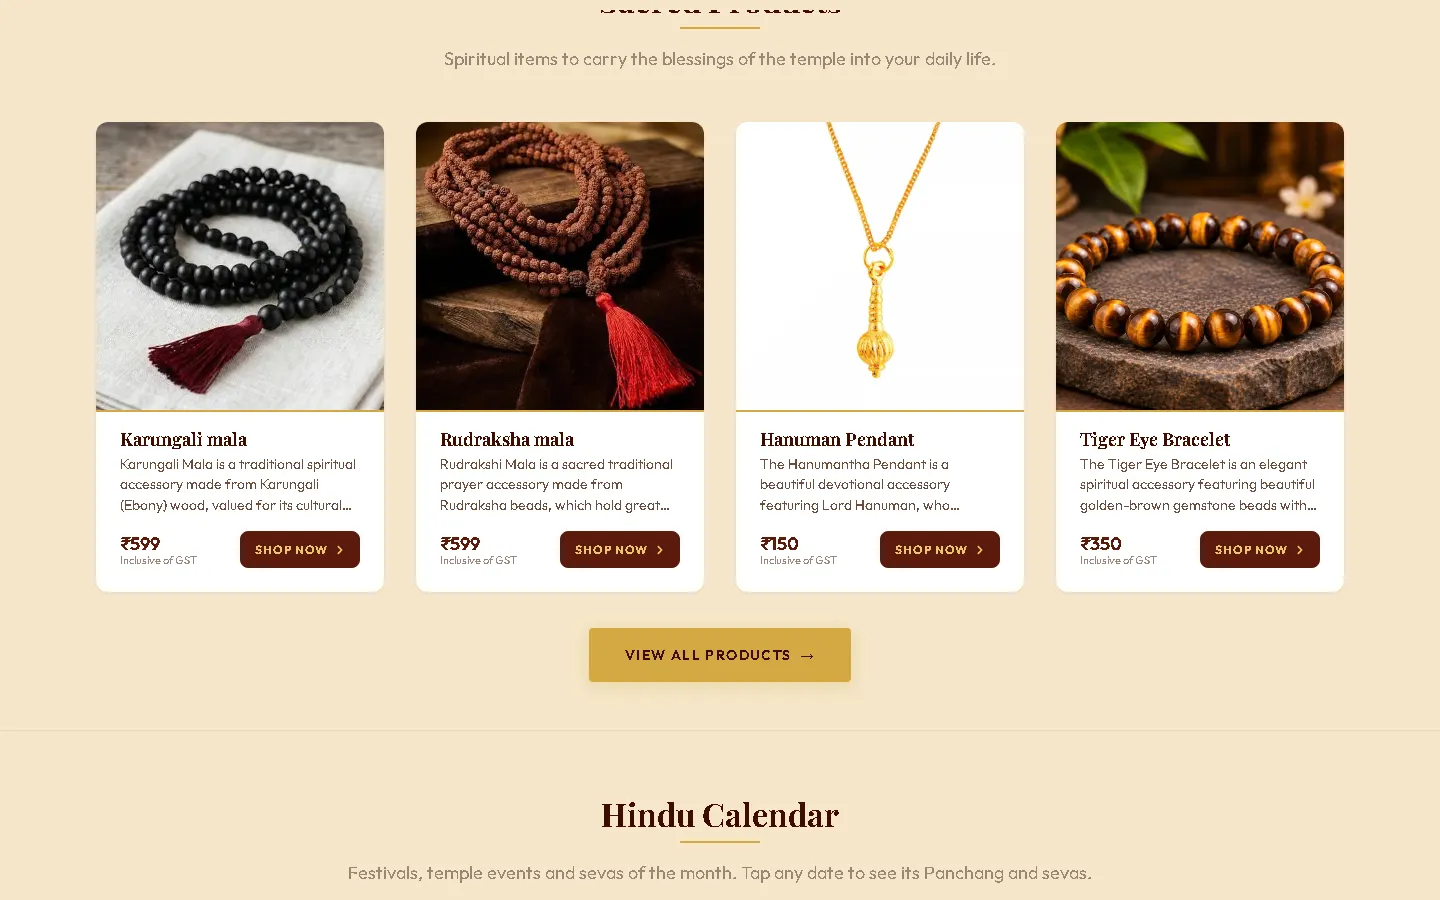 Sacred Products
Spiritual items to carry the blessings of the temple into your daily life.
Karungali mala
Karungali Mala is a traditional spiritual
accessory made from Karungali
(Ebony) wood, valued for its cultural...
₹599
Inclusive of GST
SHOP NOW >
Rudraksha mala
Rudrakshi Mala is a sacred traditional
prayer accessory made from
Rudraksha beads, which hold great...
₹599
Inclusive of GST
SHOP NOW >
Hanuman Pendant
The Hanumantha Pendant is a
beautiful devotional accessory
featuring Lord Hanuman, who...
₹150
Inclusive of GST
SHOP NOW >
Tiger Eye Bracelet
The Tiger Eye Bracelet is an elegant
spiritual accessory featuring beautiful
golden-brown gemstone beads with...
₹350
Inclusive of GST
SHOP NOW >
VIEW ALL PRODUCTS →
Hindu Calendar
Festivals, temple events and sevas of the month. Tap any date to see its Panchang and sevas.